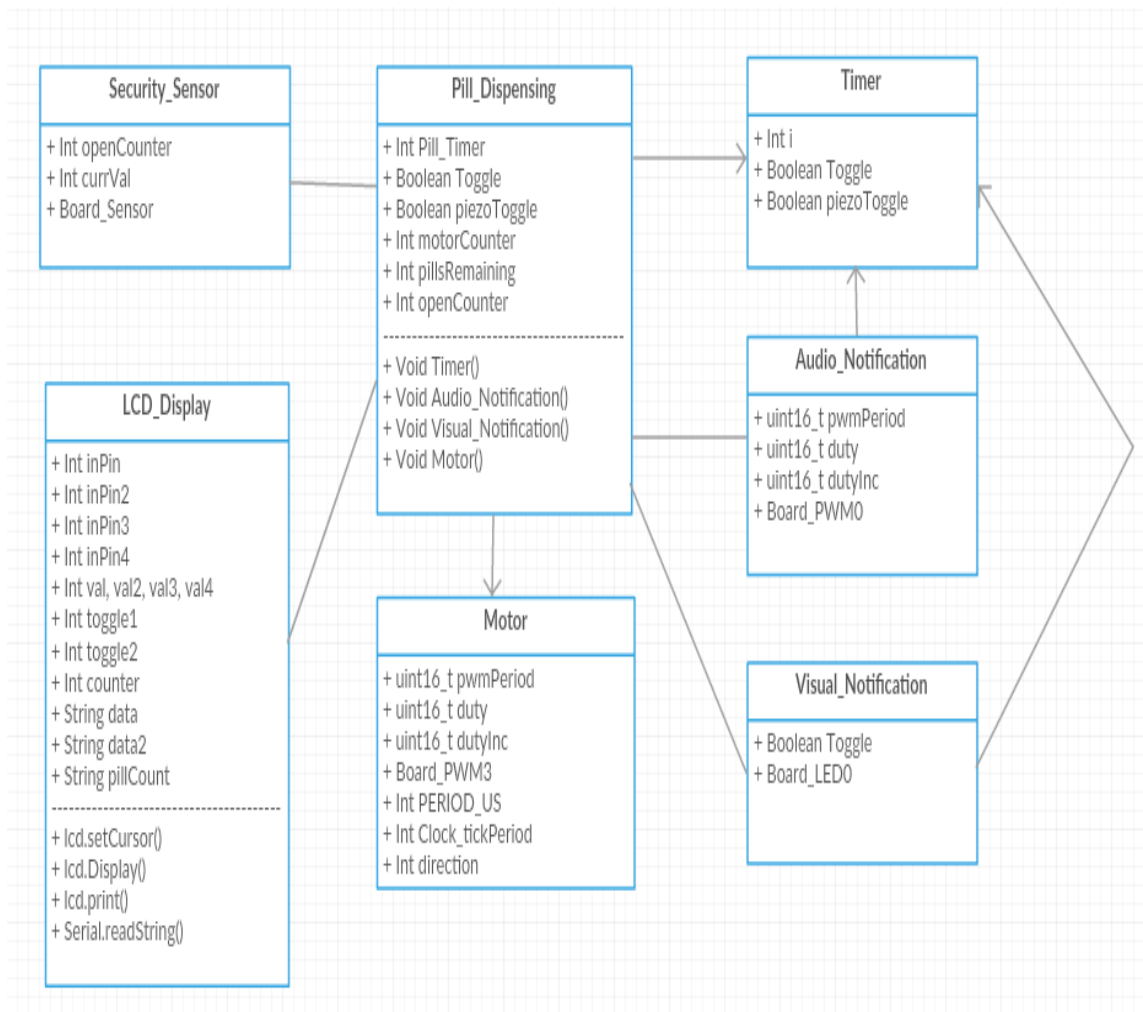 Security_Sensor
+ Int openCounter
+ Int currVal
+ Board_Sensor
Pill_Dispensing
+ Int Pill_Timer
+ Boolean Toggle
+ Boolean piezoToggle
+ Int motorCounter
+ Int pillsRemaining
+ Int openCounter
+ Void Timer()
+ Void Audio_Notification()
+ Void Visual_Notification()
+ Void Motor()
Timer
+ Int i
+ Boolean Toggle
+ Boolean piezoToggle
LCD_Display
+ Int inPin
+ Int inPin2
+ Int inPin3
+ Int inPin4
+ Int val, val2, val3, val4
+ Int toggle1
+ Int toggle2
+ Int counter
+ String data
+ String data2
+ String pillCount
+ lcd.setCursor()
+ lcd.Display()
+ lcd.print()
+ Serial.readString()
Motor
+ uint16_t pwmPeriod
+ uint16_t duty
+ uint16_t dutyInc
+ Board_PWM3
+ Int PERIOD_US
+ Int Clock_tickPeriod
+ Int direction
Audio_Notification
+ uint16_t pwmPeriod
+ uint16_t duty
+ uint16_t dutyInc
+ Board_PWM0
Visual_Notification
+ Boolean Toggle
+ Board_LED0